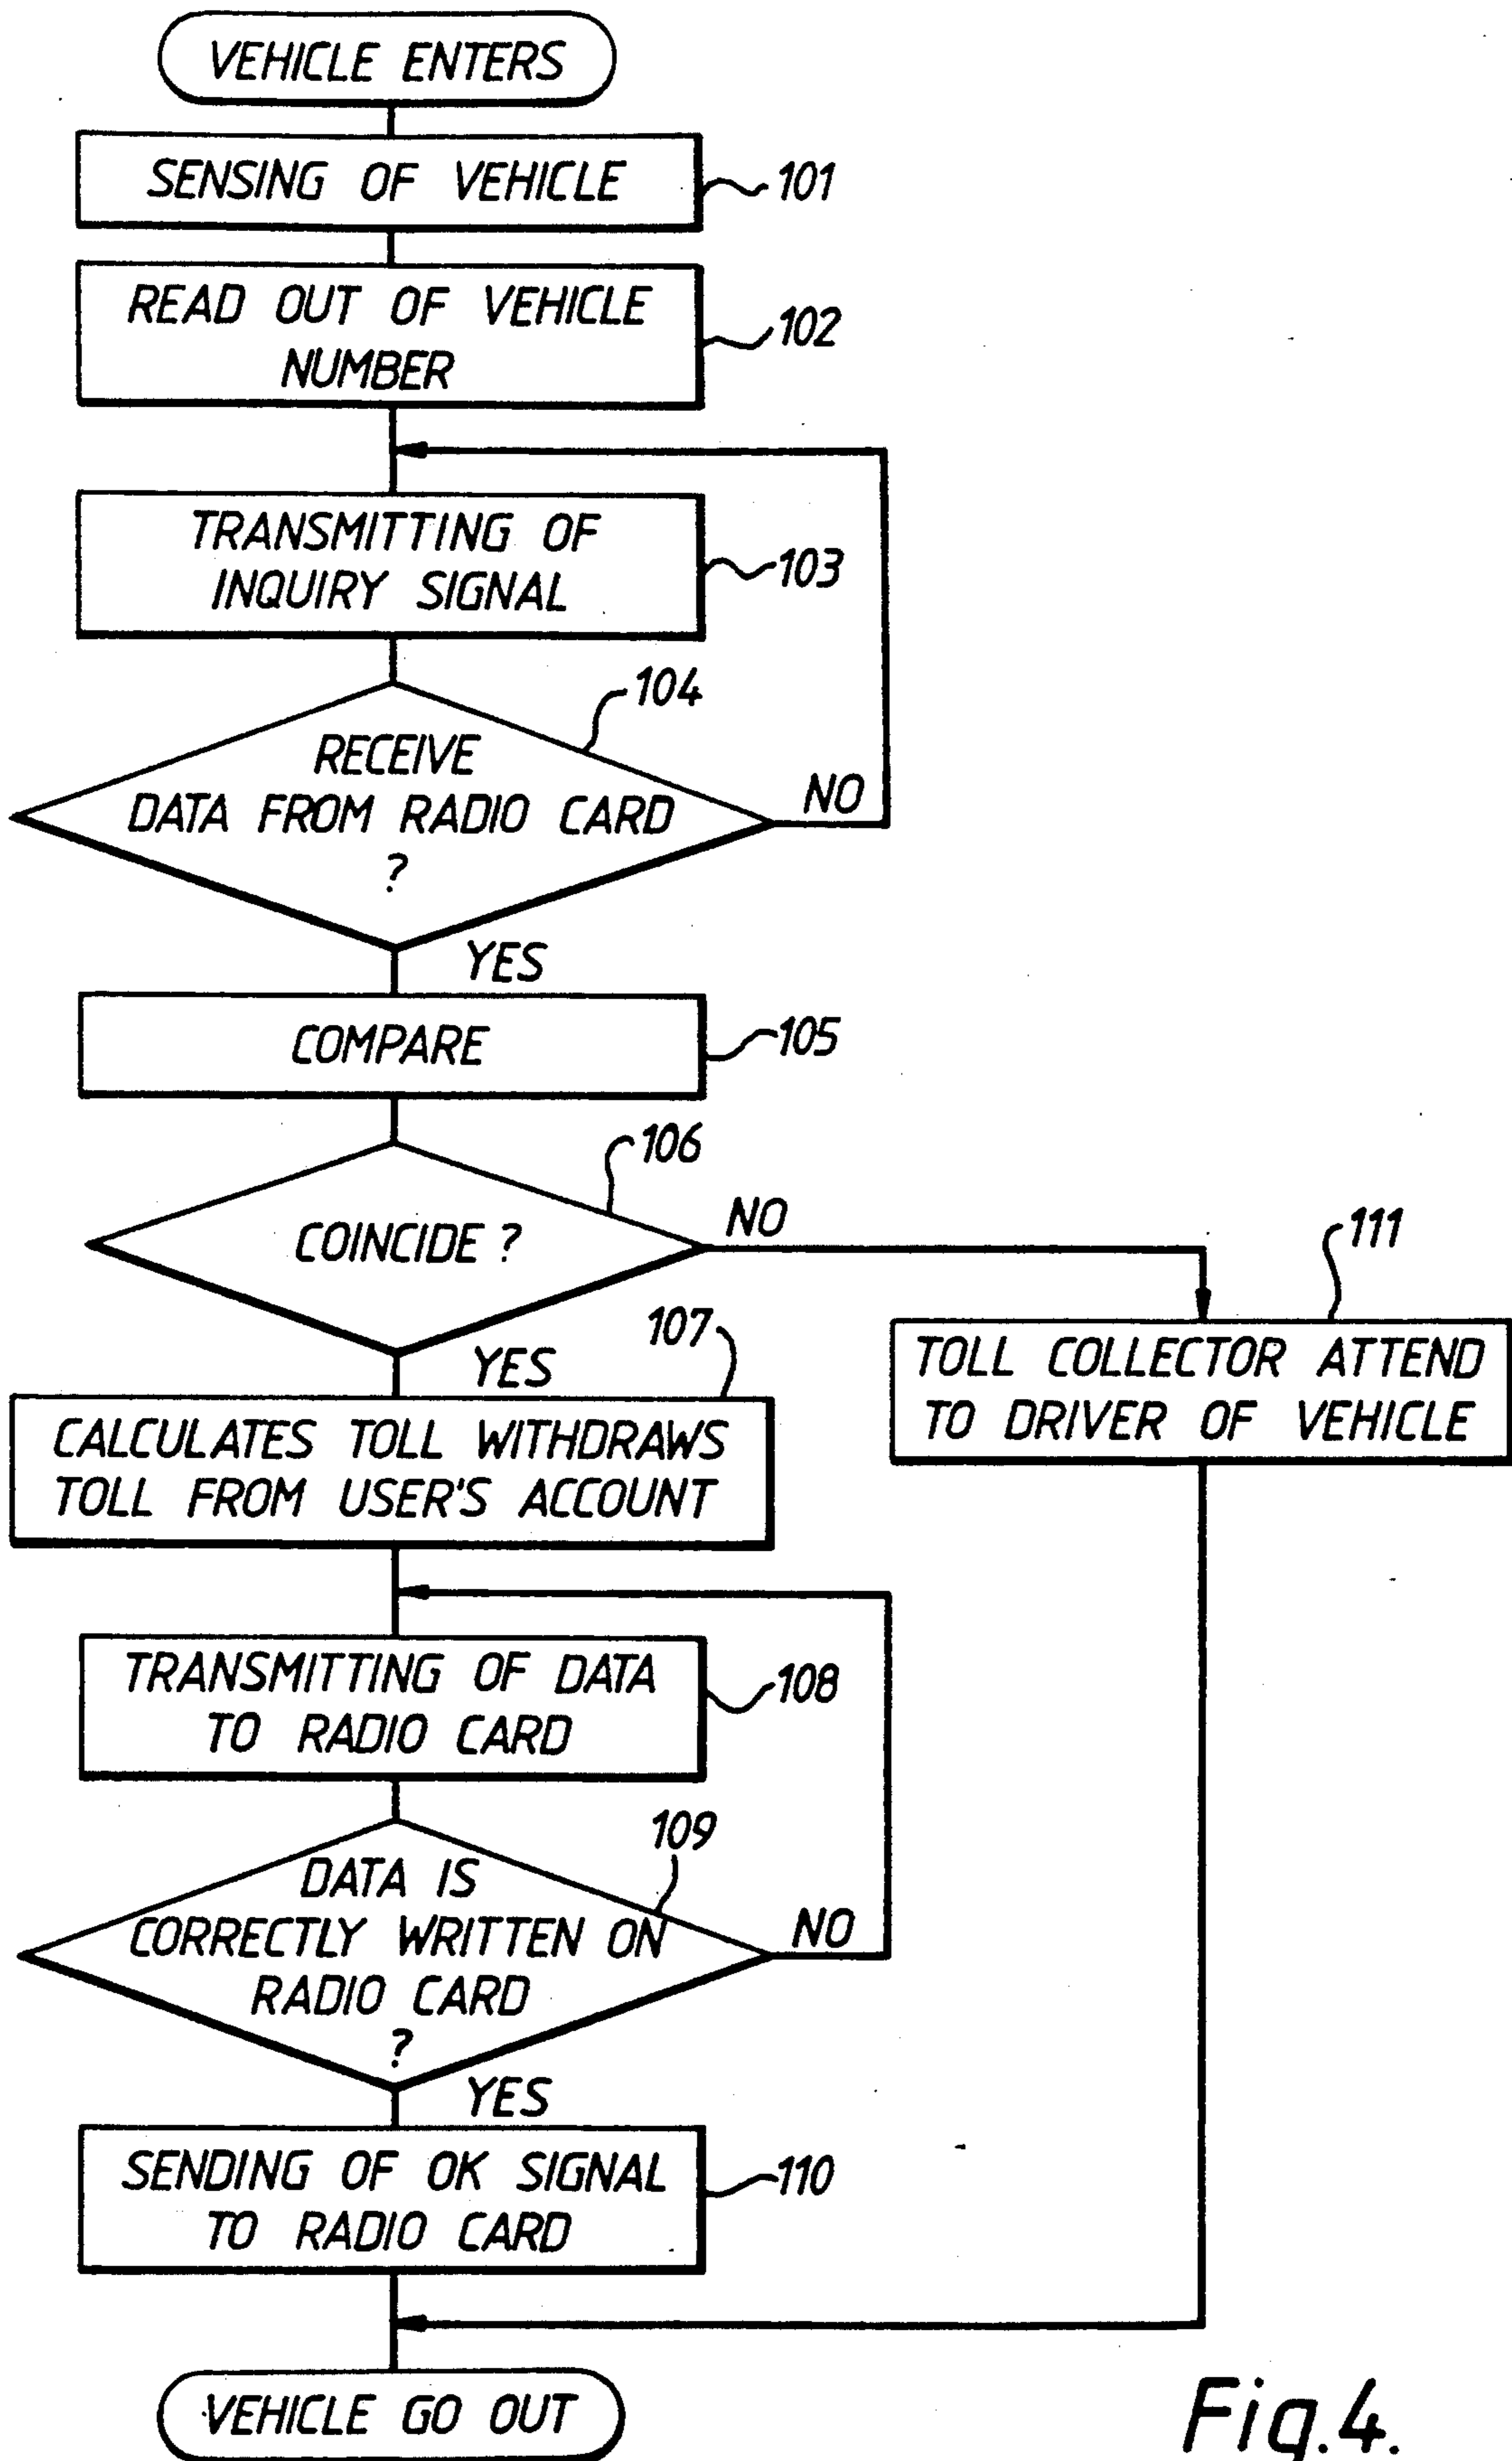 VEHICLE ENTERS
SENSING OF VEHICLE
101
READ OUT OF VEHICLE
NUMBER
102
TRANSMITTING OF
INQUIRY SIGNAL
103
104
RECEIVE
DATA FROM RADIO CARD
?
NO
YES
COMPARE
105
106
COINCIDE ?
NO
111
TOLL COLLECTOR ATTEND
TO DRIVER OF VEHICLE
YES
107
CALCULATES TOLL WITHDRAWS
TOLL FROM USER'S ACCOUNT
TRANSMITTING OF DATA
TO RADIO CARD
108
109
DATA IS
CORRECTLY WRITTEN ON
RADIO CARD
?
NO
YES
SENDING OF OK SIGNAL
TO RADIO CARD
110
VEHICLE GO OUT
Fig.4.